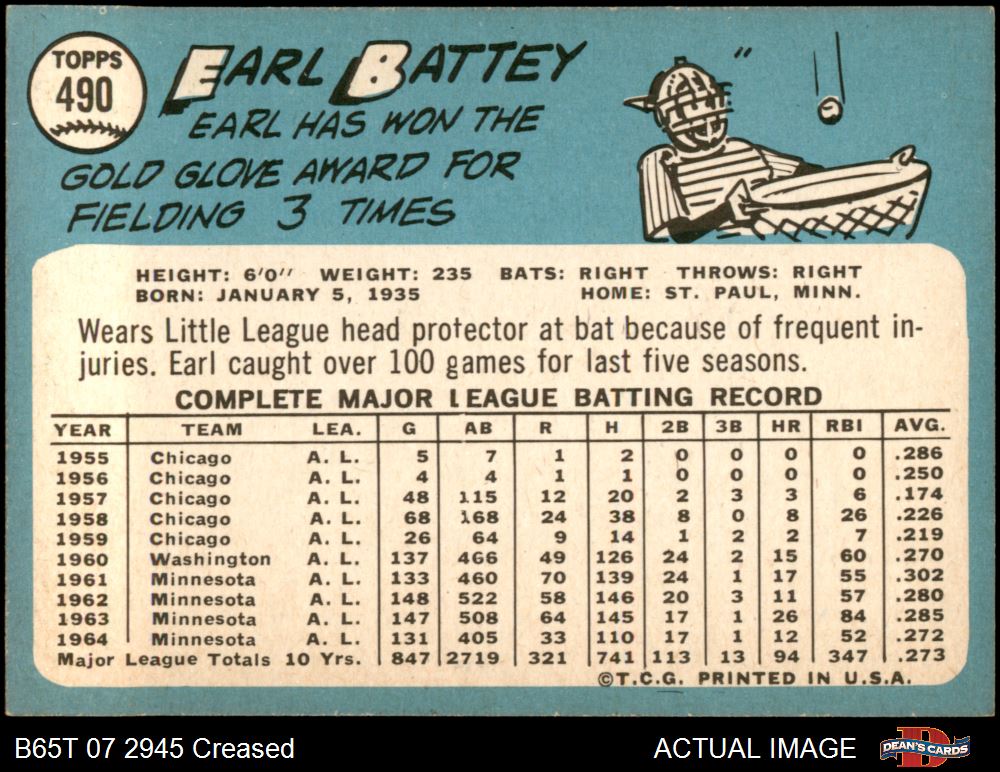 TOPPS
490
EARL BATTEY
EARL HAS WON THE
GOLD GLOVE AWARD FOR
FIELDING 3 TIMES
HEIGHT: 6'0" WEIGHT: 235 BATS: RIGHT THROWS: RIGHT
BORN: JANUARY 5, 1935 HOME: ST. PAUL, MINN.
Wears Little League head protector at bat because of frequent in-
juries. Earl caught over 100 games for last five seasons.
COMPLETE MAJOR LEAGUE BATTING RECORD
YEAR TEAM LEA. G AB R H 2B 3B HR RBI AVG.
1955 Chicago A. L. 5 7 1 2 0 0 0 0 .286
1956 Chicago A. L. 4 4 1 1 0 0 0 0 .250
1957 Chicago A. L. 48 115 12 20 2 3 3 6 .174
1958 Chicago A. L. 68 168 24 38 8 0 8 26 .226
1959 Chicago A. L. 26 64 9 14 1 2 2 7 .219
1960 Washington A. L. 137 466 49 126 24 2 15 60 .270
1961 Minnesota A. L. 133 460 70 139 24 1 17 55 .302
1962 Minnesota A. L. 148 522 58 146 20 3 11 57 .280
1963 Minnesota A. L. 147 508 64 145 17 1 26 84 .285
1964 Minnesota A. L. 131 405 33 110 17 1 12 52 .272
Major League Totals 10 Yrs. 847 2719 321 741 113 13 94 347 .273
©T.C.G. PRINTED IN U.S.A.
B65T 07 2945 Creased ACTUAL IMAGE DEAN'S CARDS